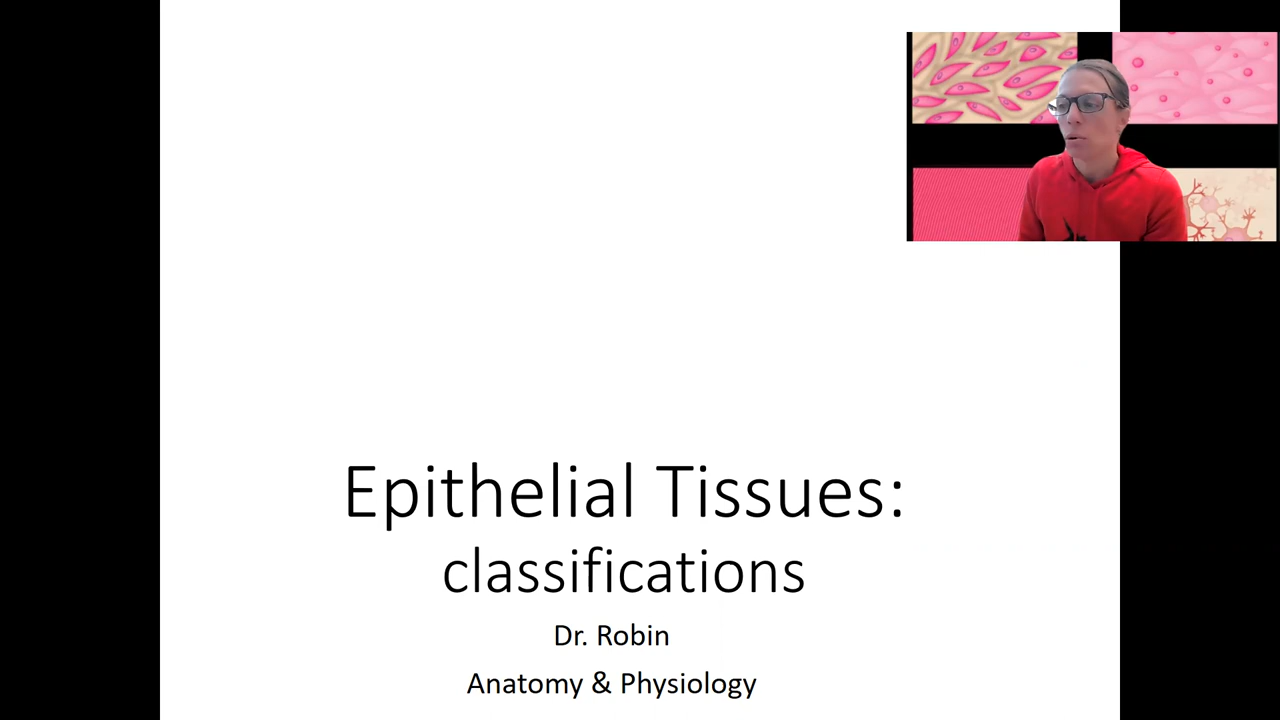 Epithelial Tissues:
classifications
Dr. Robin
Anatomy & Physiology